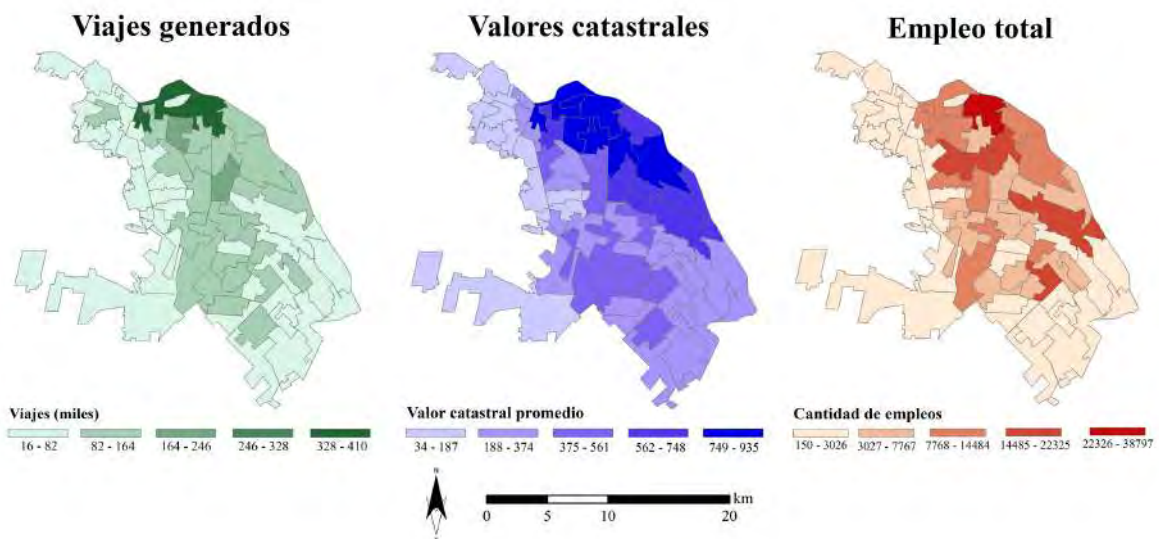 Viajes generados
Valores catastrales
Empleo total
Viajes (miles)
16 - 82
82 - 164
164 - 246
246 - 328
328 - 410
Valor catastral promedio
34 - 187
188 - 374
375 - 561
562 - 748
749 - 935
Cantidad de empleos
150 - 3026
3027 - 7767
7768 - 14484
14485 - 22325
22326 - 38797
km
0
5
10
20